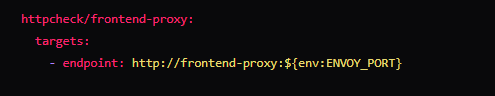 httpcheck/frontend-proxy:
targets:
- endpoint: http://frontend-proxy:${env:ENVOY_PORT}